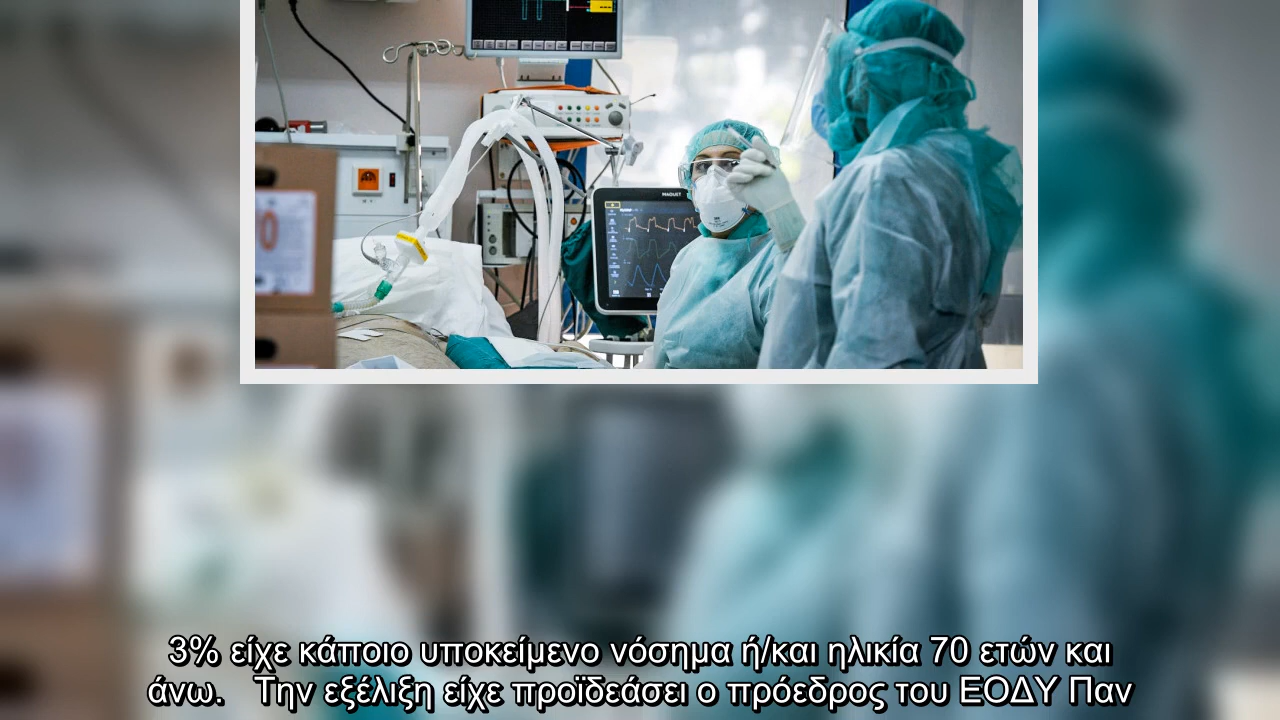 MAQUET
3% είχε κάποιο υποκείμενο νόσημα ή/και ηλικία 70 ετών και
άνω. Την εξέλιξη είχε προϊδεάσει ο πρόεδρος του ΕΟΔΥ Παν